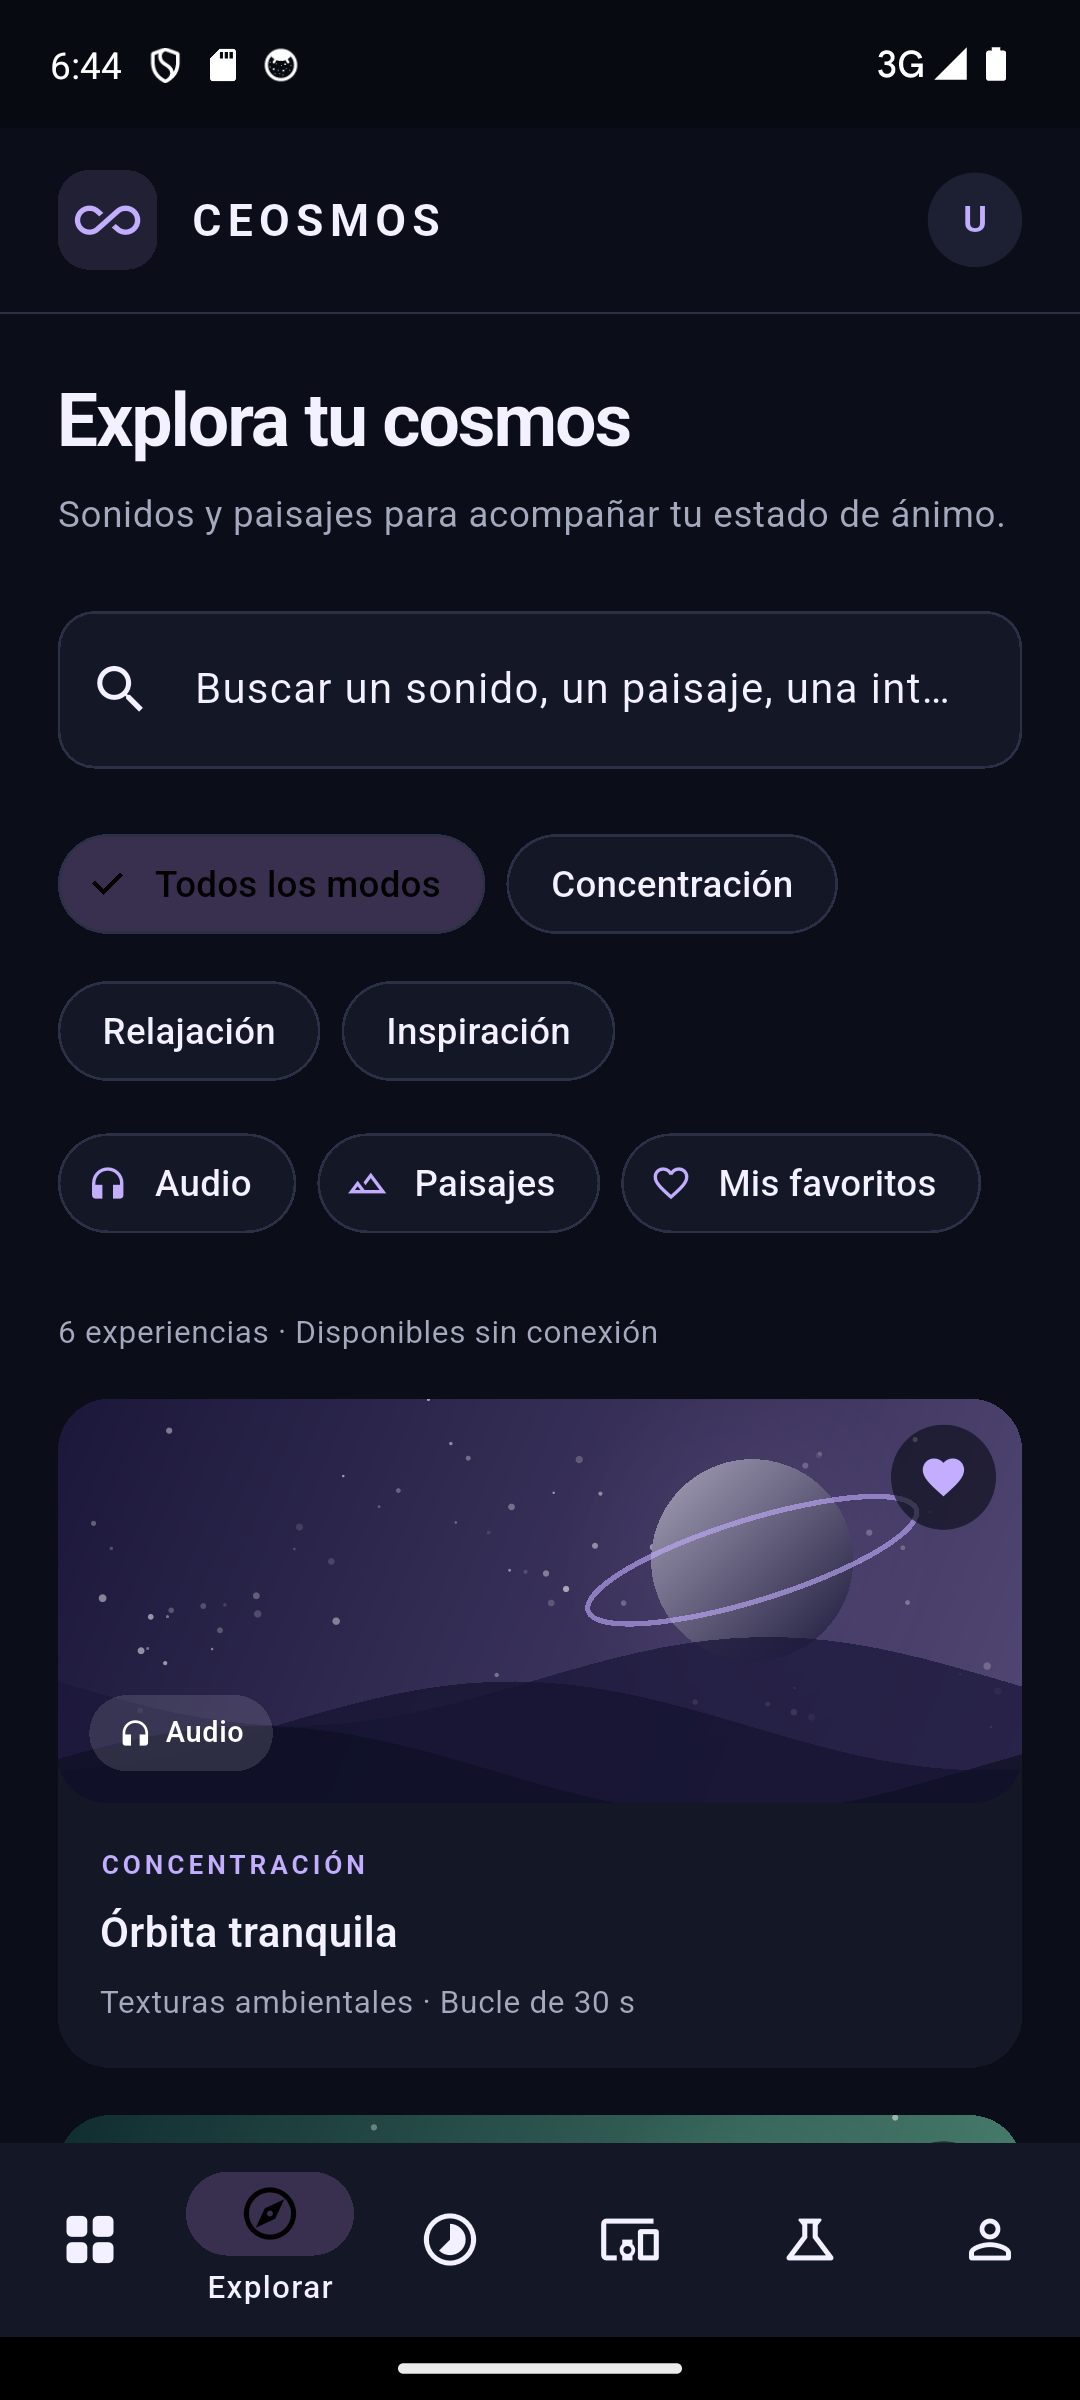 6:44
3G
CEOSMOS
U
Explora tu cosmos
Sonidos y paisajes para acompañar tu estado de ánimo.
Buscar un sonido, un paisaje, una int…
Todos los modos
Concentración
Relajación
Inspiración
Audio
Paisajes
Mis favoritos
6 experiencias · Disponibles sin conexión
Audio
CONCENTRACIÓN
Órbita tranquila
Texturas ambientales · Bucle de 30 s
Explorar